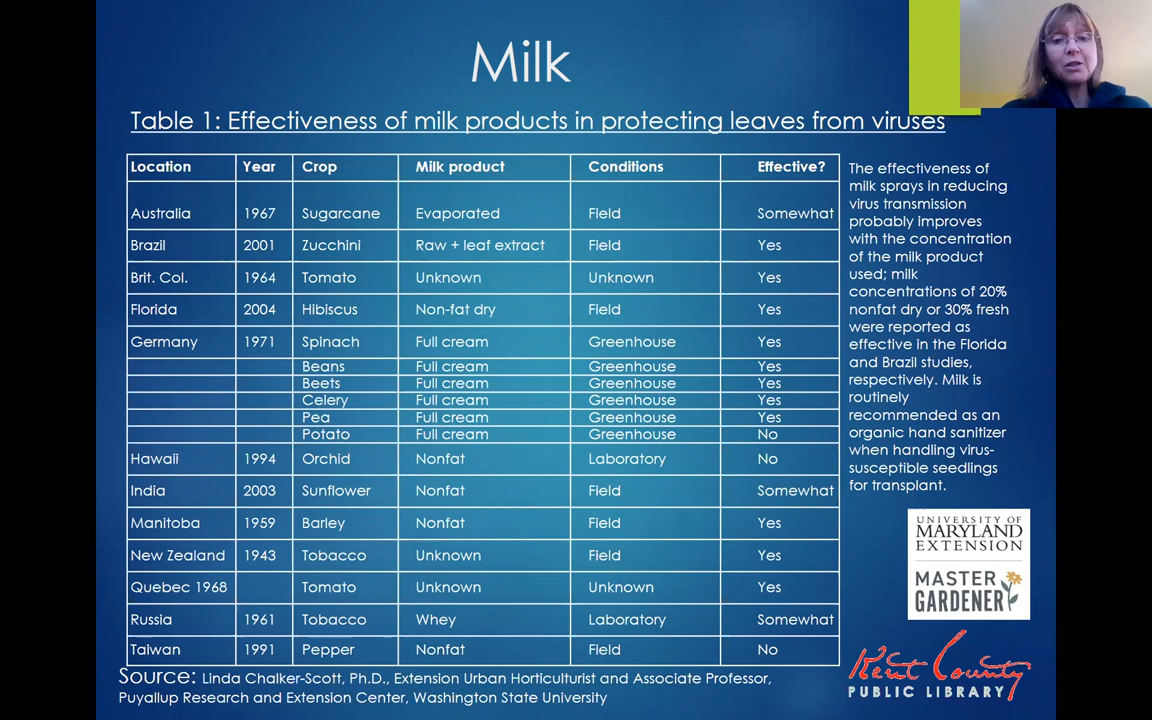 Milk
Table 1: Effectiveness of milk products in protecting leaves from viruses
Location Year Crop Milk product Conditions Effective?
Australia 1967 Sugarcane Evaporated Field Somewhat
Brazil 2001 Zucchini Raw + leaf extract Field Yes
Brit. Col. 1964 Tomato Unknown Unknown Yes
Florida 2004 Hibiscus Non-fat dry Field Yes
Germany 1971 Spinach Full cream Greenhouse Yes
Beans Full cream Greenhouse Yes
Beets Full cream Greenhouse Yes
Celery Full cream Greenhouse Yes
Pea Full cream Greenhouse Yes
Potato Full cream Greenhouse No
Hawaii 1994 Orchid Nonfat Laboratory No
India 2003 Sunflower Nonfat Field Somewhat
Manitoba 1959 Barley Nonfat Field Yes
New Zealand 1943 Tobacco Unknown Field Yes
Quebec 1968 Tomato Unknown Unknown Yes
Russia 1961 Tobacco Whey Laboratory Somewhat
Taiwan 1991 Pepper Nonfat Field No
The effectiveness of
milk sprays in reducing
virus transmission
probably improves
with the concentration
of the milk product
used; milk
concentrations of 20%
nonfat dry or 30% fresh
were reported as
effective in the Florida
and Brazil studies,
respectively. Milk is
routinely
recommended as an
organic hand sanitizer
when handling virus-
susceptible seedlings
for transplant.
UNIVERSITY OF
MARYLAND
EXTENSION
MASTER
GARDENER
Kent County
PUBLIC LIBRARY
Source: Linda Chalker-Scott, Ph.D., Extension Urban Horticulturist and Associate Professor,
Puyallup Research and Extension Center, Washington State University